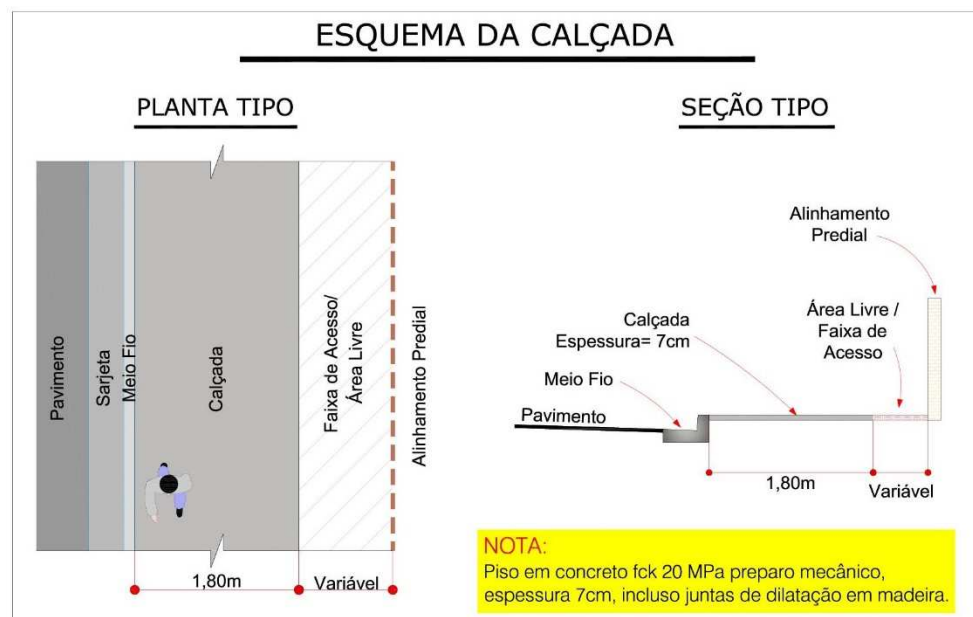 ESQUEMA DA CALÇADA
PLANTA TIPO
Pavimento
Sarjeta
Meio Fio
Calçada
Faixa de Acesso/
Área Livre
Alinhamento Predial
1,80m
Variável
SEÇÃO TIPO
Alinhamento
Predial
Área Livre /
Faixa de
Acesso
Calçada
Espessura= 7cm
Meio Fio
Pavimento
1,80m
Variável
NOTA:
Piso em concreto fck 20 MPa preparo mecânico,
espessura 7cm, incluso juntas de dilatação em madeira.